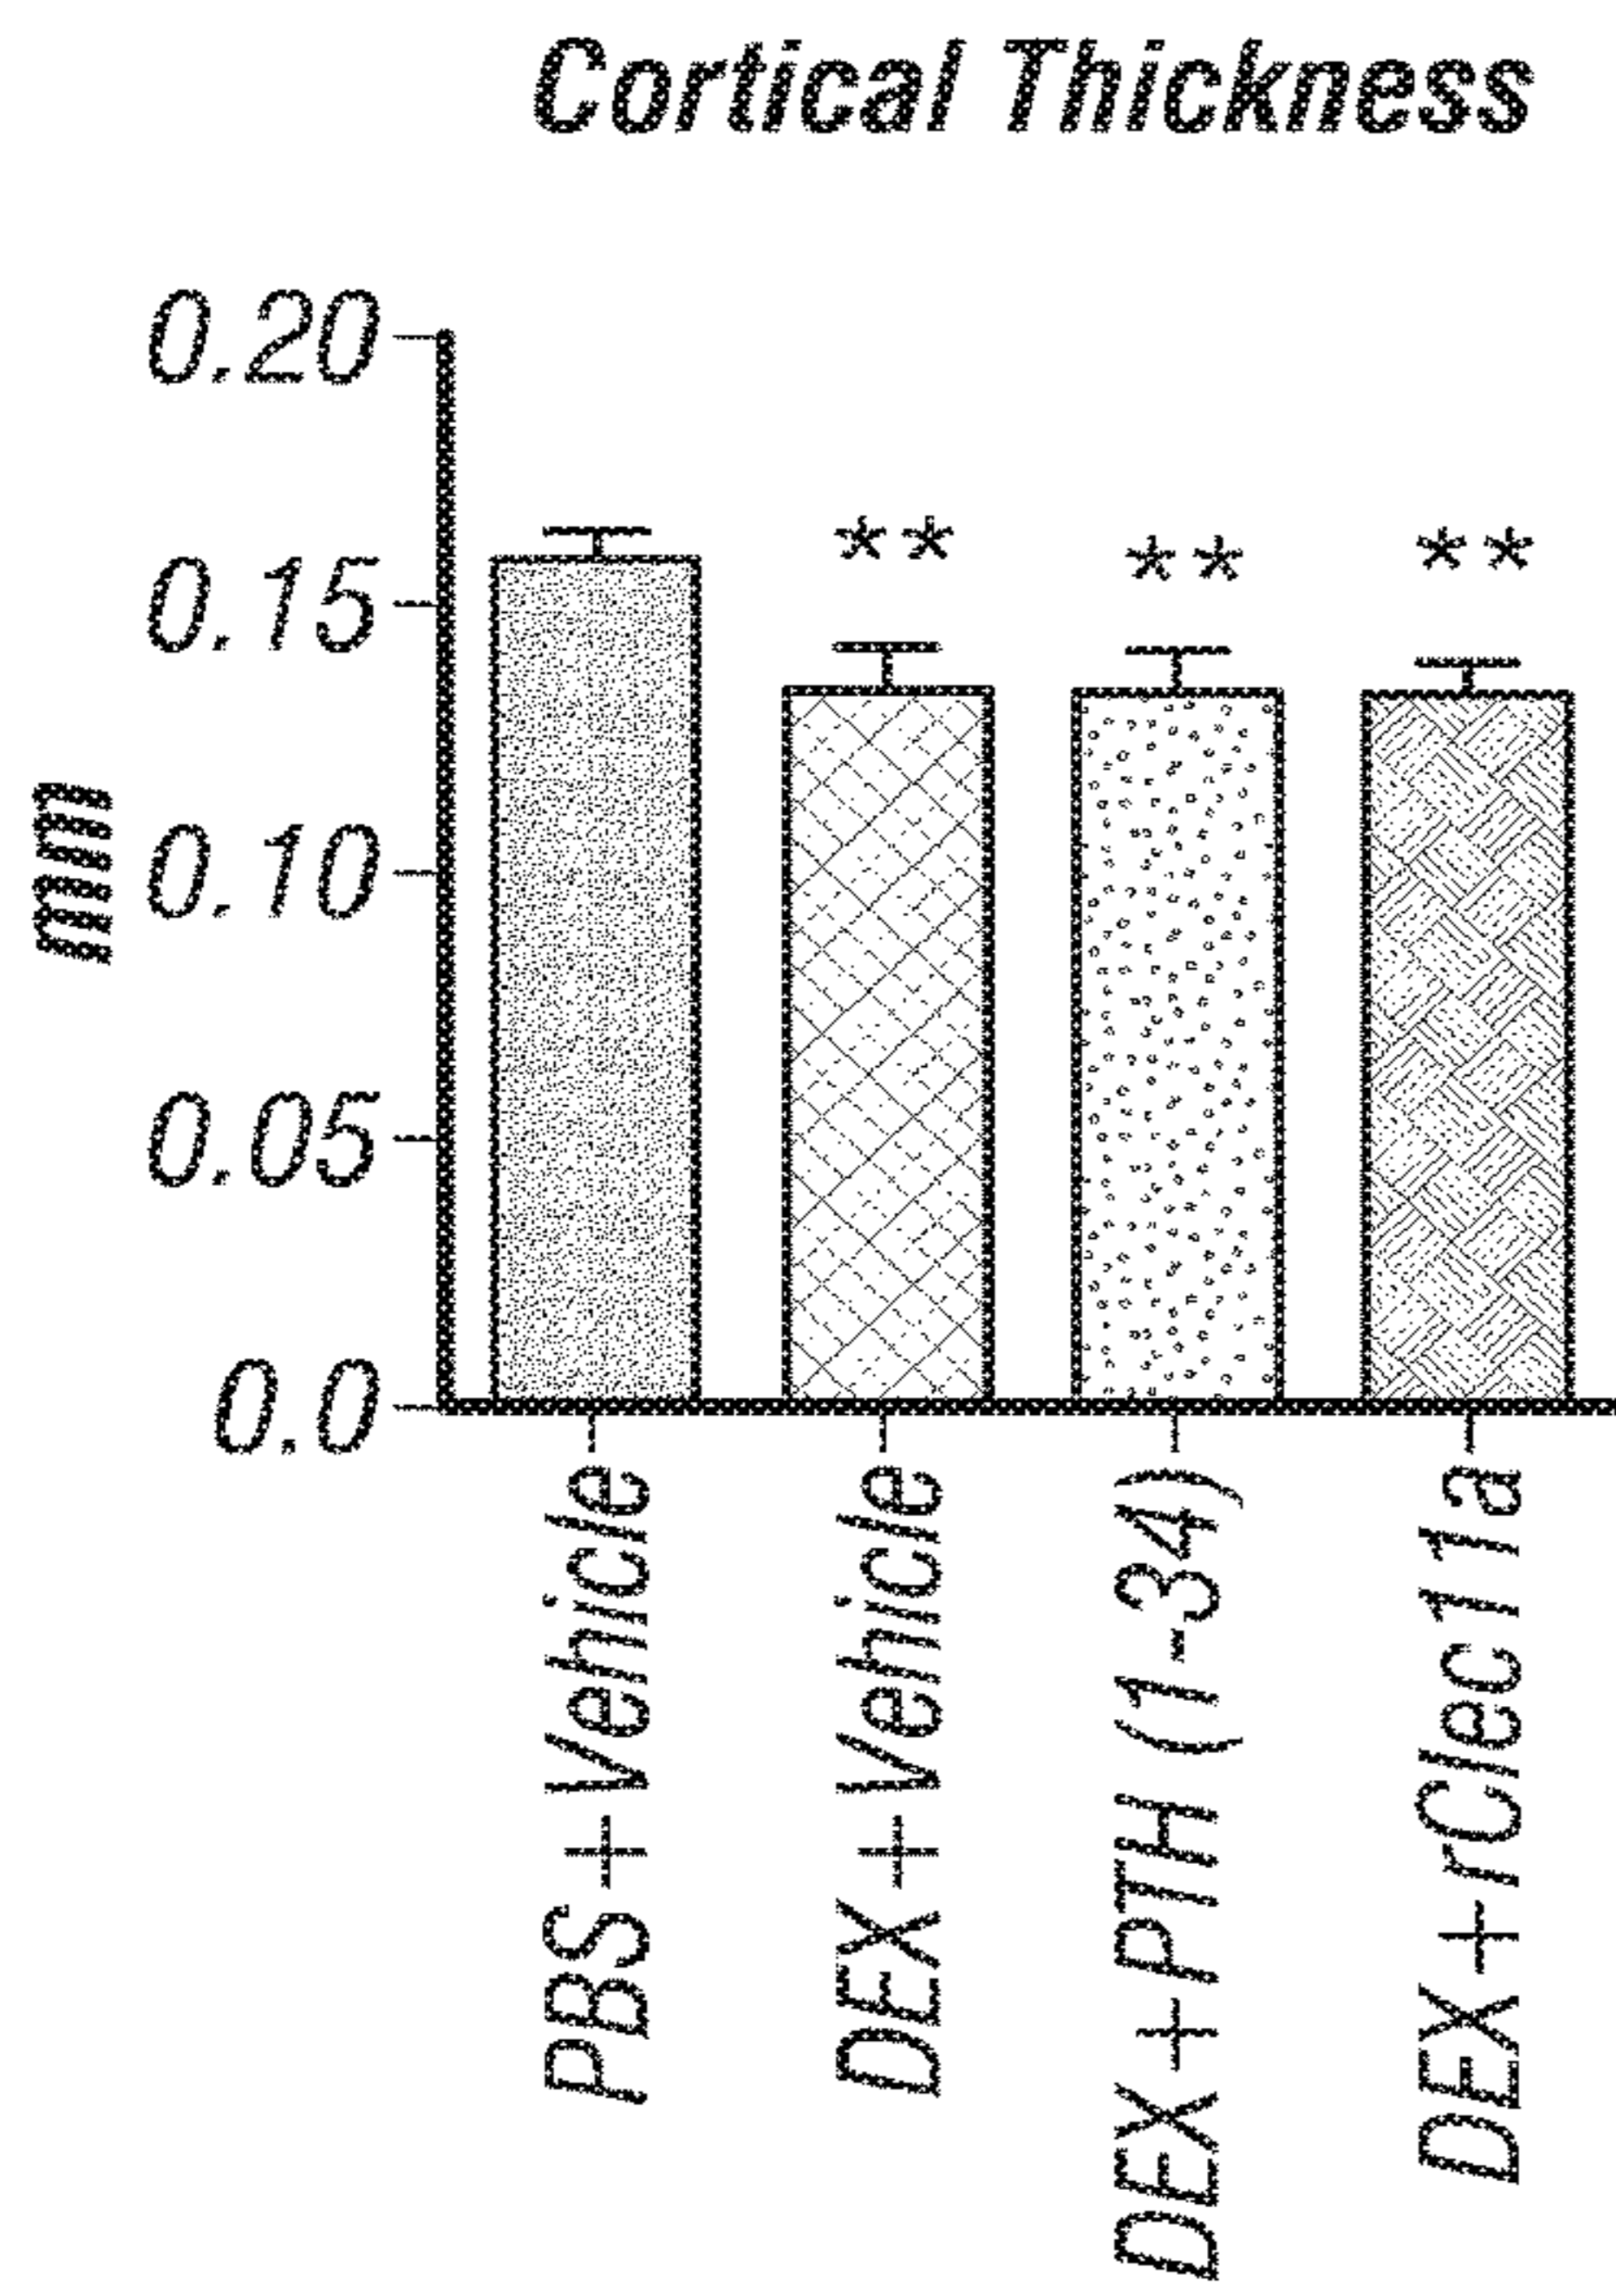 Cortical Thickness
mm
0.20
0.15
0.10
0.05
0.0
**
**
**
PBS+Vehicle
DEX+Vehicle
DEX+PTH (1-34)
DEX+rClec11a